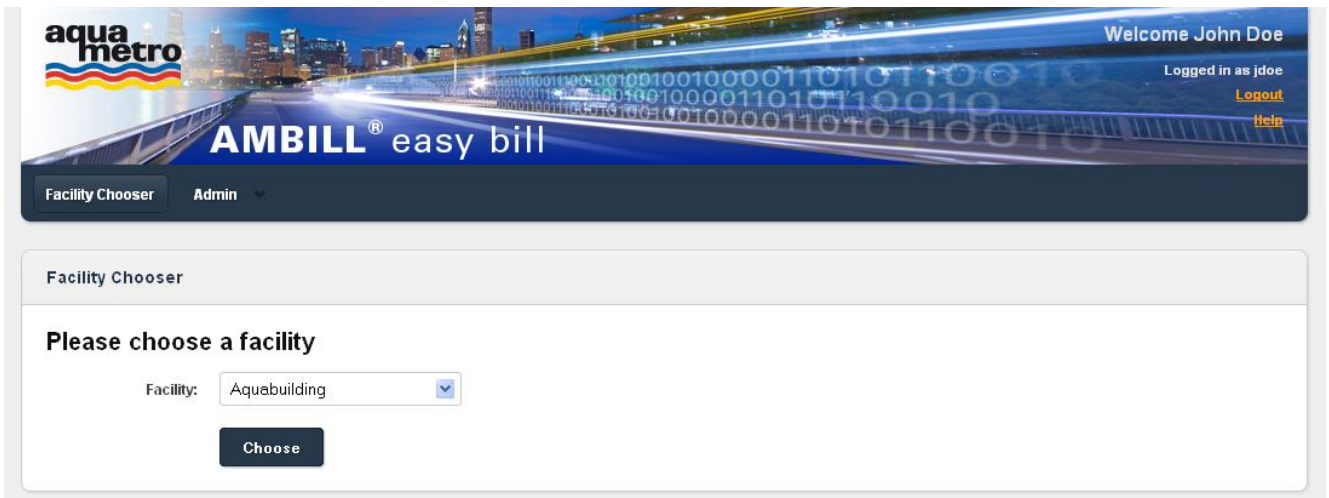 aqua
metro
Welcome John Doe
Logged in as jdoe
Logout
Help
AMBILL® easy bill
Facility Chooser Admin
Facility Chooser
Please choose a facility
Facility: Aquabuilding
Choose